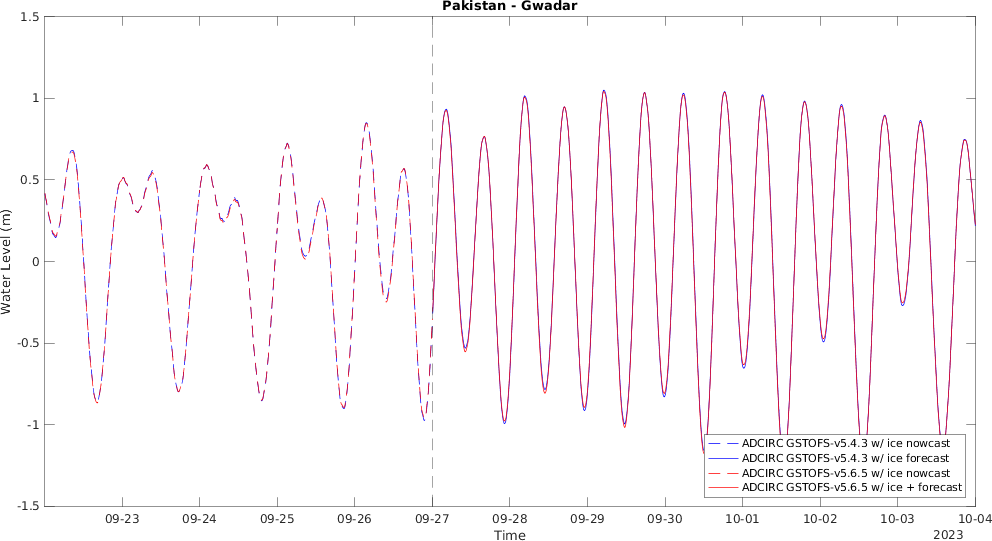 Pakistan - Gwadar
1.5
1
0.5
0
-0.5
-1
-1.5
Water Level (m)
ADCIRC GSTOFS-v5.4.3 w/ ice nowcast
ADCIRC GSTOFS-v5.4.3 w/ ice forecast
ADCIRC GSTOFS-v5.6.5 w/ ice nowcast
ADCIRC GSTOFS-v5.6.5 w/ ice + forecast
09-23 09-24 09-25 09-26 09-27 09-28 09-29 09-30 10-01 10-02 10-03 10-04
Time
2023